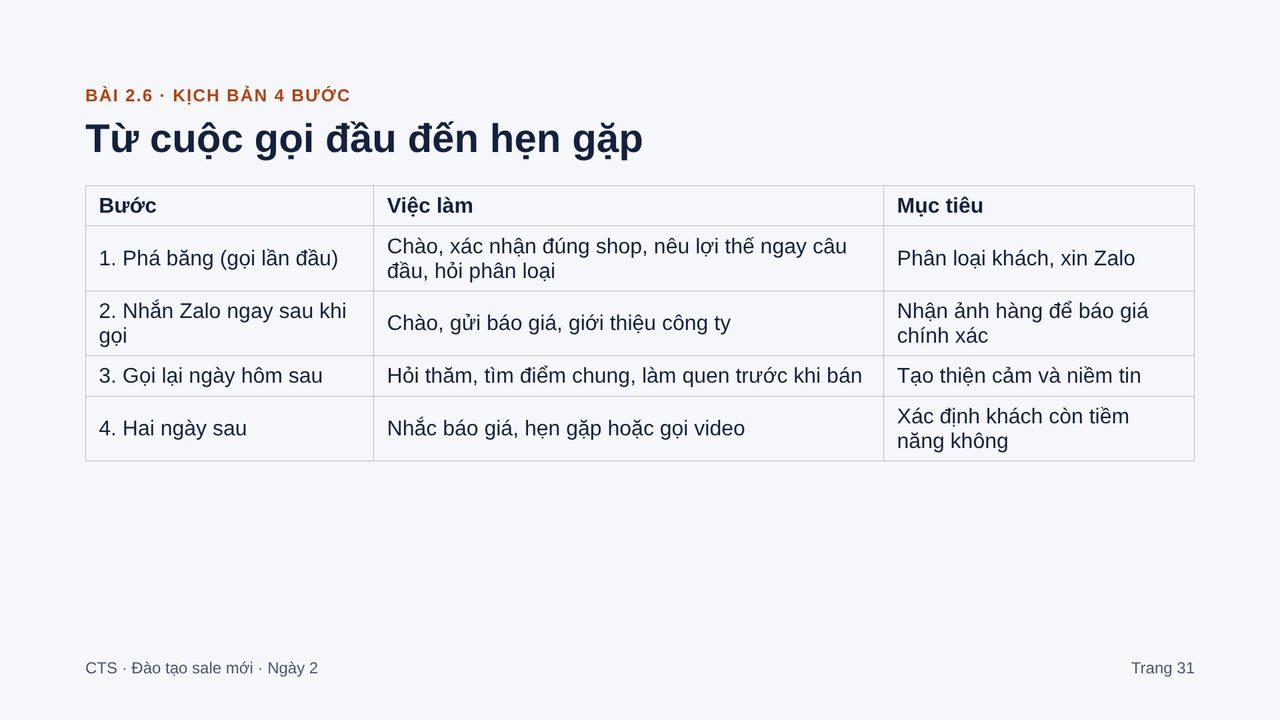 BÀI 2.6 · KỊCH BẢN 4 BƯỚC
Từ cuộc gọi đầu đến hẹn gặp
Bước
Việc làm
Mục tiêu
1. Phá băng (gọi lần đầu)
Chào, xác nhận đúng shop, nêu lợi thế ngay câu
đầu, hỏi phân loại
Phân loại khách, xin Zalo
2. Nhắn Zalo ngay sau khi
gọi
Chào, gửi báo giá, giới thiệu công ty
Nhận ảnh hàng để báo giá
chính xác
3. Gọi lại ngày hôm sau
Hỏi thăm, tìm điểm chung, làm quen trước khi bán
Tạo thiện cảm và niềm tin
4. Hai ngày sau
Nhắc báo giá, hẹn gặp hoặc gọi video
Xác định khách còn tiềm
năng không
CTS · Đào tạo sale mới · Ngày 2
Trang 31